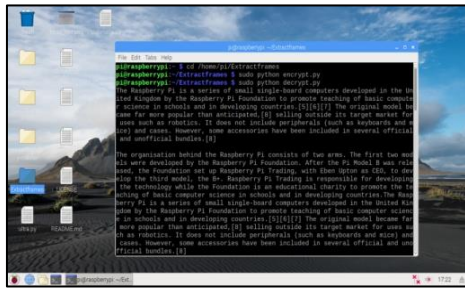 pi@raspberrypi: ~/Extractframes
File Edit Tabs Help
pi@raspberrypi:~ $ cd /home/pi/Extractframes
pi@raspberrypi:~/Extractframes $ sudo python encrypt.py
pi@raspberrypi:~/Extractframes $ sudo python decrypt.py
The Raspberry Pi is a series of small single-board computers developed in the Un
ited Kingdom by the Raspberry Pi Foundation to promote teaching of basic compute
r science in schools and in developing countries.[5][6][7] The original model be
came far more popular than anticipated,[8] selling outside its target market for
uses such as robotics. It does not include peripherals (such as keyboards and m
ice) and cases. However, some accessories have been included in several official
and unofficial bundles.[8]
The organisation behind the Raspberry Pi consists of two arms. The first two mod
els were developed by the Raspberry Pi Foundation. After the Pi Model B was rele
ased, the Foundation set up Raspberry Pi Trading, with Eben Upton as CEO, to dev
elop the third model, the B+. Raspberry Pi Trading is responsible for developing
the technology while the Foundation is an educational charity to promote the te
aching of basic computer science in schools and in developing countries.The Rasp
berry Pi is a series of small single-board computers developed in the United Kin
gdom by the Raspberry Pi Foundation to promote teaching of basic computer scienc
e in schools and in developing countries.[5][6][7] The original model became far
more popular than anticipated,[8] selling outside its target market for uses su
ch as robotics. It does not include peripherals (such as keyboards and mice) and
cases. However, some accessories have been included in several official and uno
fficial bundles.[8]
Extractframes
ultra.py
README.md
pi@raspberrypi: ~/Ext...
17:22